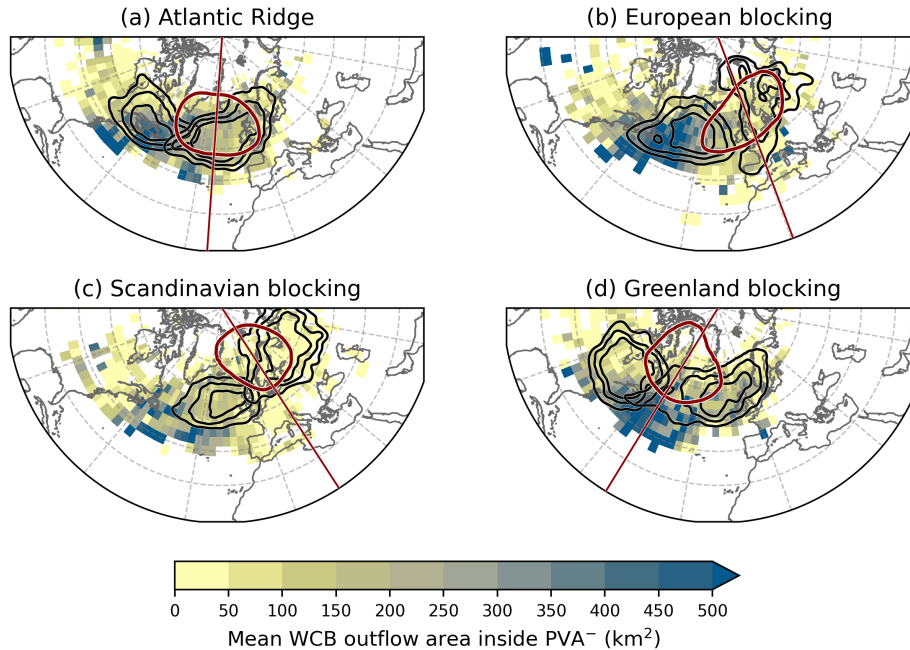 (a) Atlantic Ridge
(b) European blocking
(c) Scandinavian blocking
(d) Greenland blocking
0 50 100 150 200 250 300 350 400 450 500
Mean WCB outflow area inside PVA⁻ (km²)